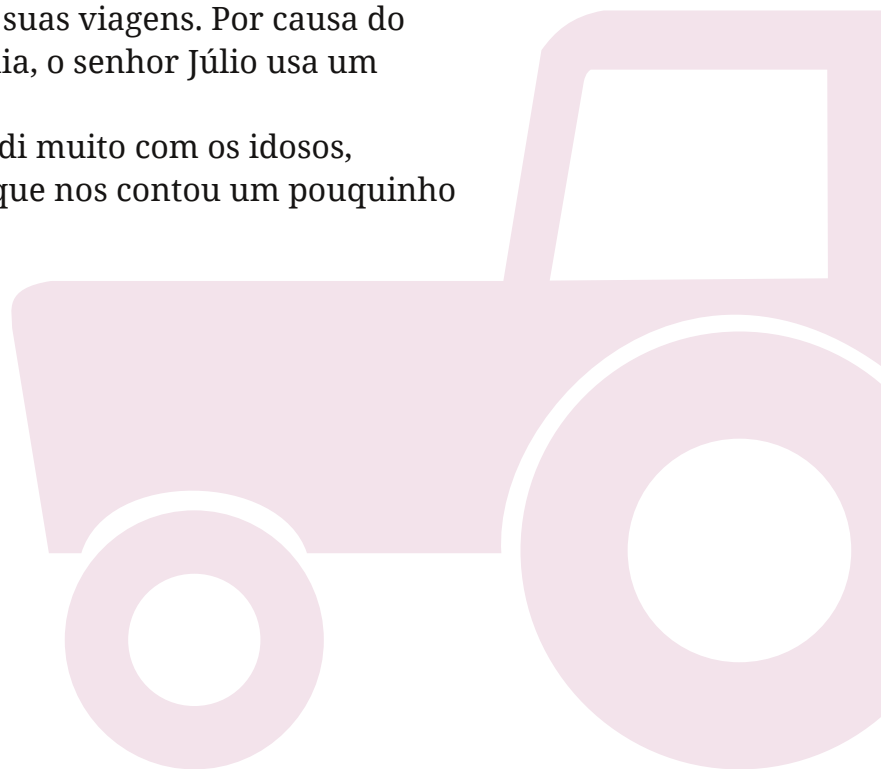 suas viagens. Por causa do
ia, o senhor Júlio usa um
di muito com os idosos,
que nos contou um pouquinho